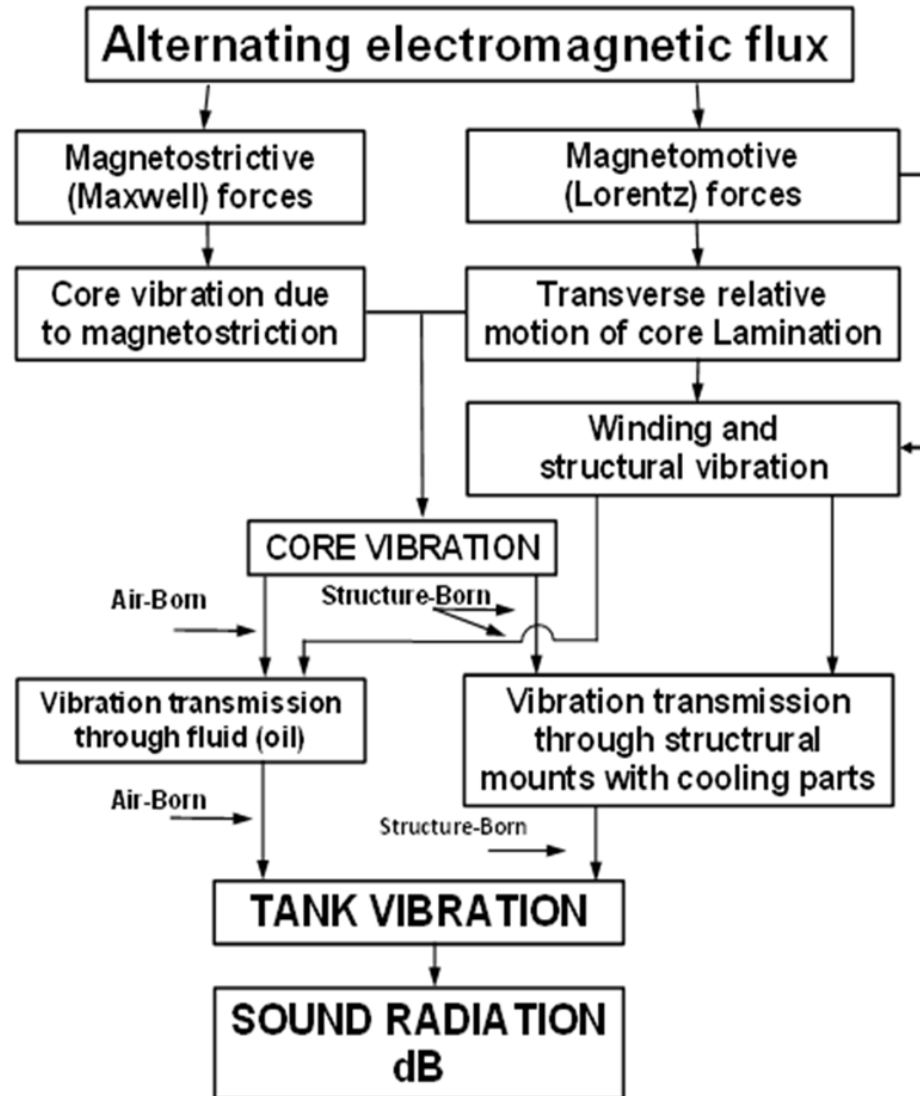 Alternating electromagnetic flux
Magnetostrictive
(Maxwell) forces
Magnetomotive
(Lorentz) forces
Core vibration due
to magnetostriction
Transverse relative
motion of core Lamination
Winding and
structural vibration
CORE VIBRATION
Air-Born
Structure-Born
Vibration transmission
through fluid (oil)
Vibration transmission
through structrural
mounts with cooling parts
Air-Born
Structure-Born
TANK VIBRATION
SOUND RADIATION
dB